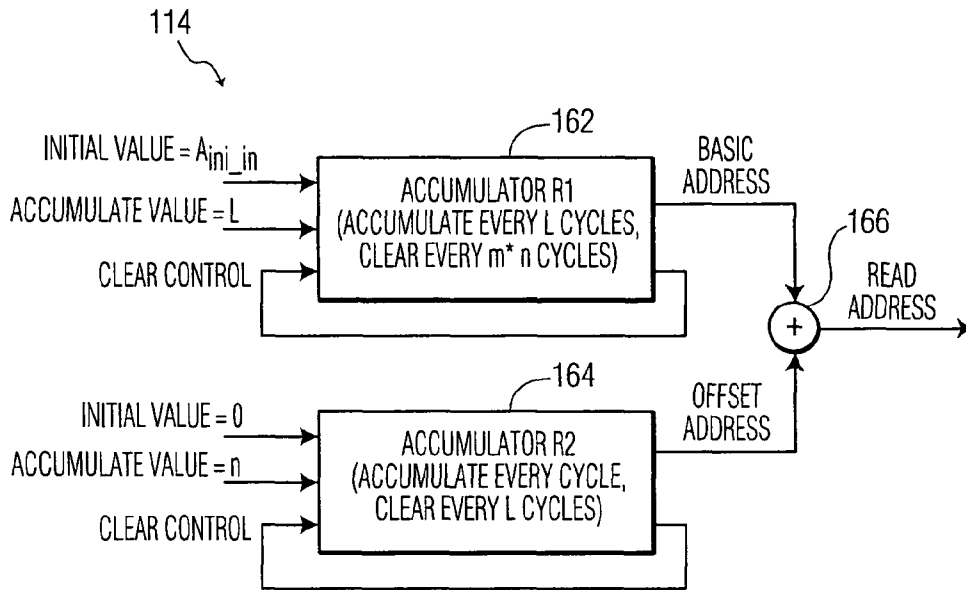 114
162
INITIAL VALUE = A_ini_in
ACCUMULATE VALUE = L
CLEAR CONTROL
ACCUMULATOR R1
(ACCUMULATE EVERY L CYCLES,
CLEAR EVERY m* n CYCLES)
BASIC
ADDRESS
166
READ
ADDRESS
+
164
INITIAL VALUE = 0
ACCUMULATE VALUE = n
CLEAR CONTROL
ACCUMULATOR R2
(ACCUMULATE EVERY CYCLE,
CLEAR EVERY L CYCLES)
OFFSET
ADDRESS